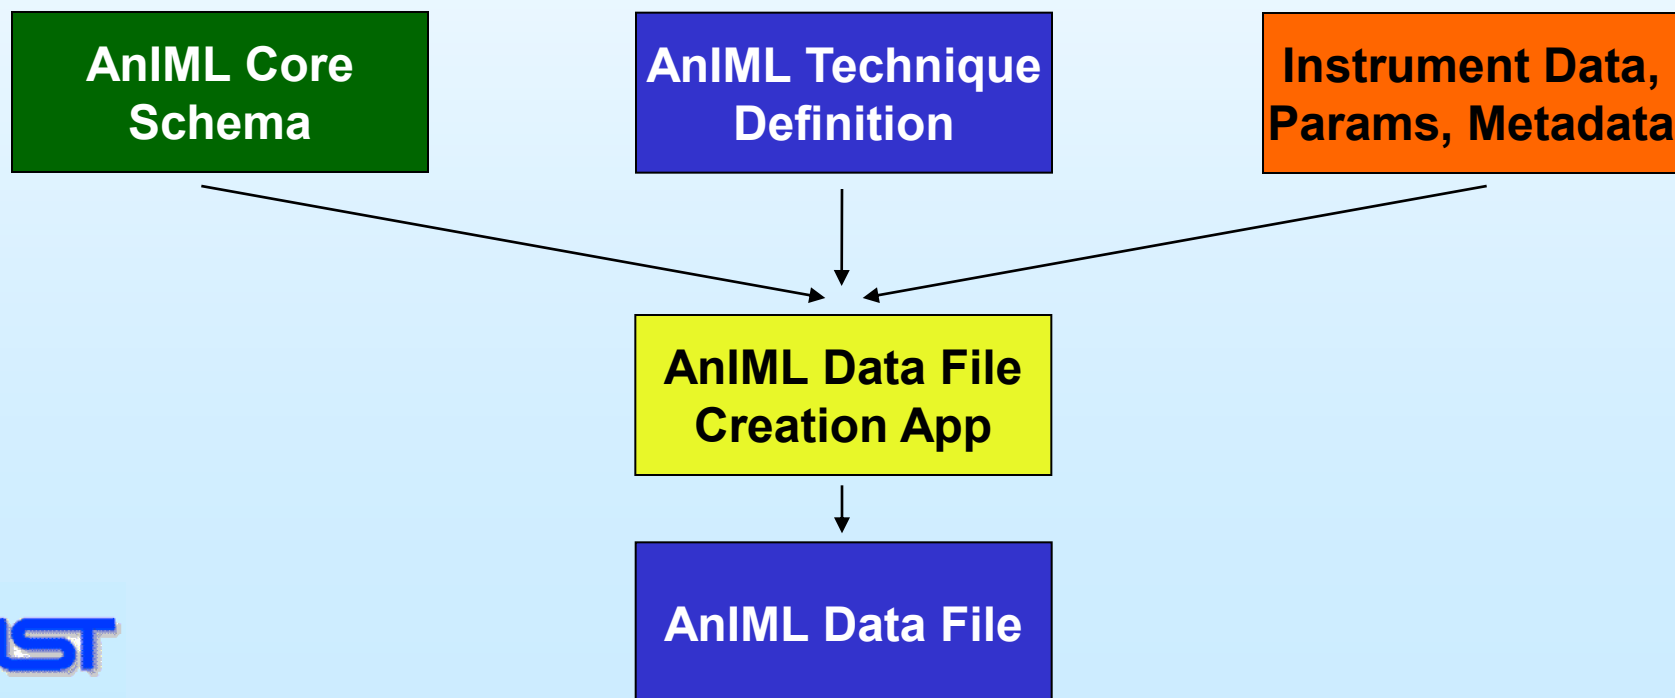 AnIML Core
Schema
AnIML Technique
Definition
Instrument Data,
Params, Metadata
AnIML Data File
Creation App
AnIML Data File